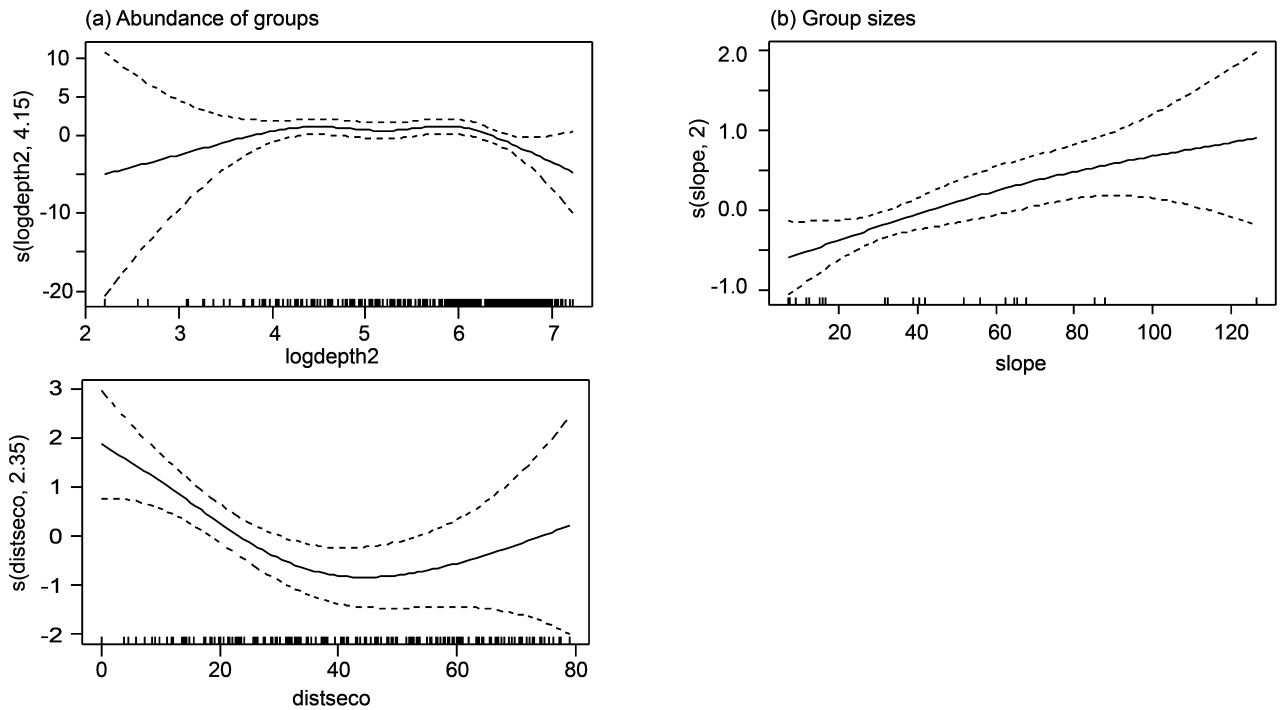 (a) Abundance of groups
s(logdepth2, 4.15)
10
5
0
-10
-20
2 3 4 5 6 7
logdepth2
s(distseco, 2.35)
3
2
1
0
-1
-2
0 20 40 60 80
distseco
(b) Group sizes
s(slope, 2)
2.0
1.0
0.0
-1.0
20 40 60 80 100 120
slope